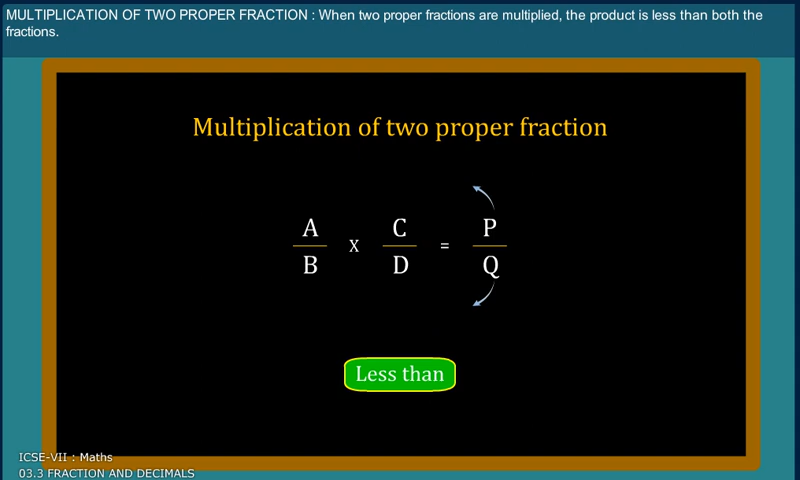 MULTIPLICATION OF TWO PROPER FRACTION : When two proper fractions are multiplied, the product is less than both the
fractions.
Multiplication of two proper fraction
A C P
X =
B D Q
Less than
ICSE-VII : Maths
03.3 FRACTION AND DECIMALS